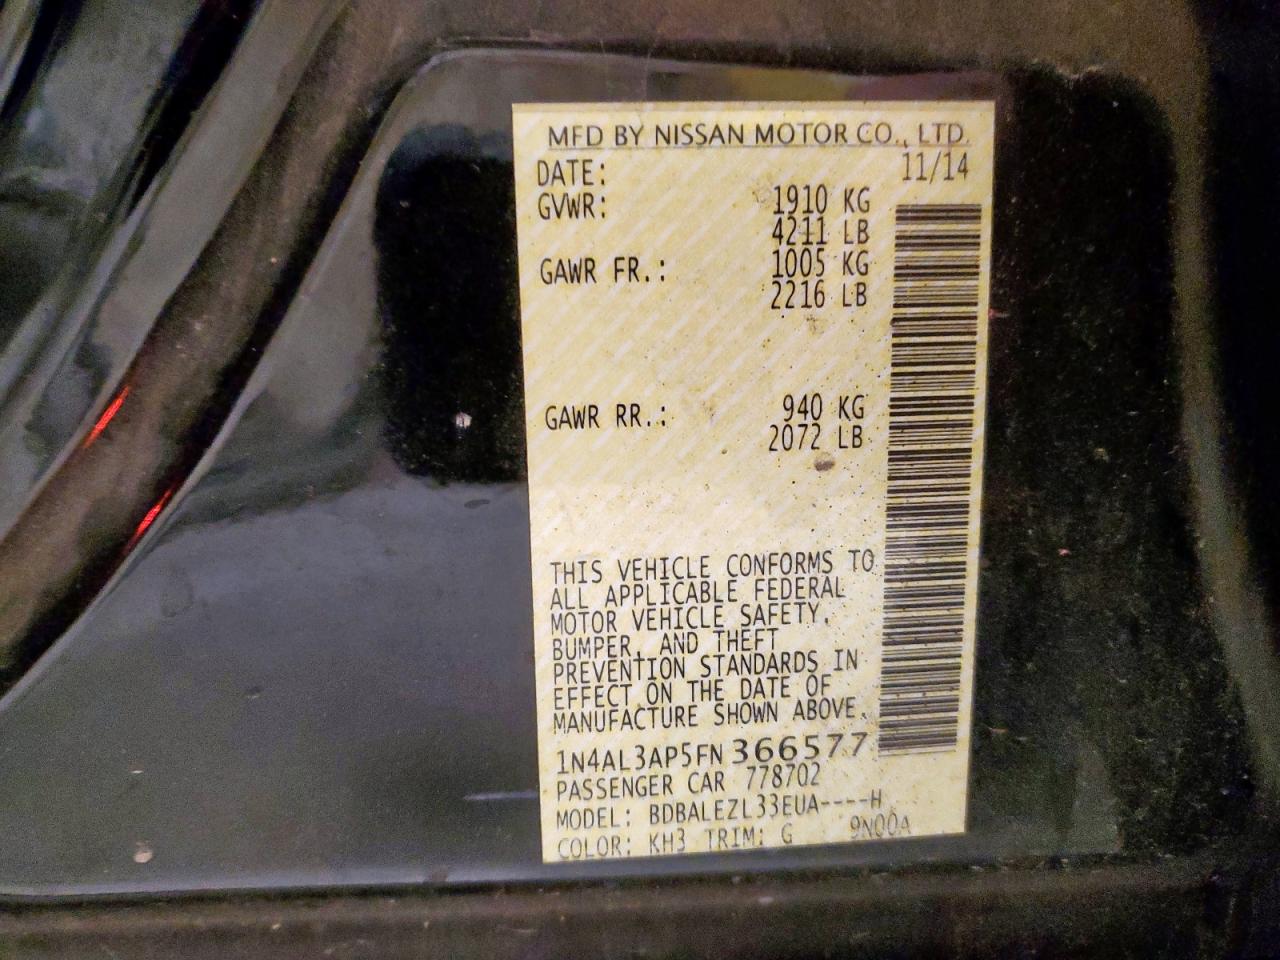 MFD BY NISSAN MOTOR CO., LTD.
DATE: 11/14
GVWR: 1910 KG
4211 LB
GAWR FR.: 1005 KG
2216 LB
GAWR RR.: 940 KG
2072 LB
THIS VEHICLE CONFORMS TO
ALL APPLICABLE FEDERAL
MOTOR VEHICLE SAFETY,
BUMPER, AND THEFT
PREVENTION STANDARDS IN
EFFECT ON THE DATE OF
MANUFACTURE SHOWN ABOVE.
1N4AL3AP5FN366577
PASSENGER CAR 778702
MODEL: BDBALEZL33EUA----H
COLOR: KH3 TRIM: G 9N00A